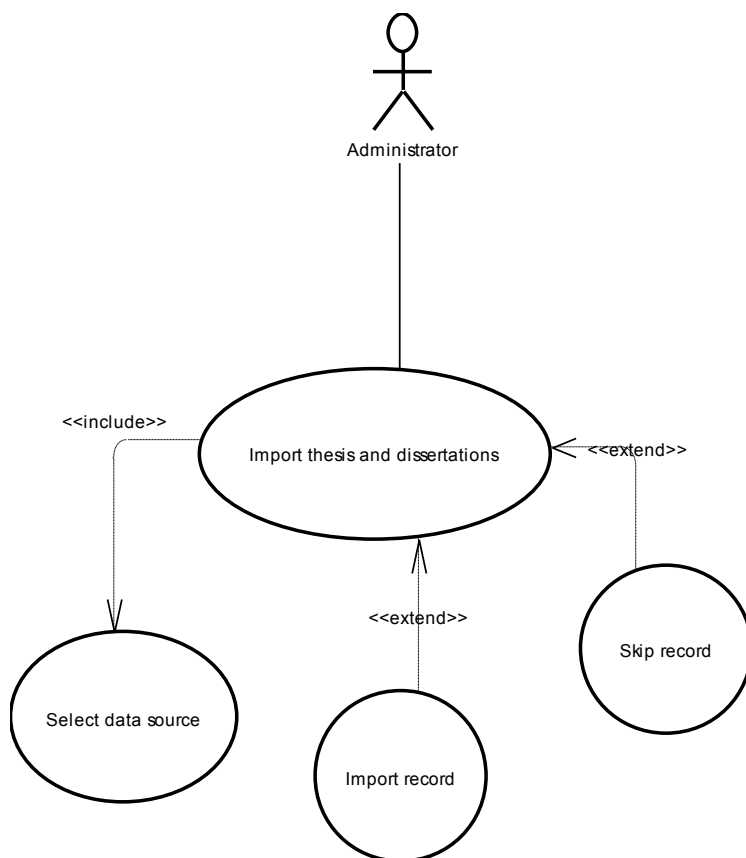 Administrator
<<include>>
Import thesis and dissertations
<<extend>>
<<extend>>
Skip record
Select data source
Import record